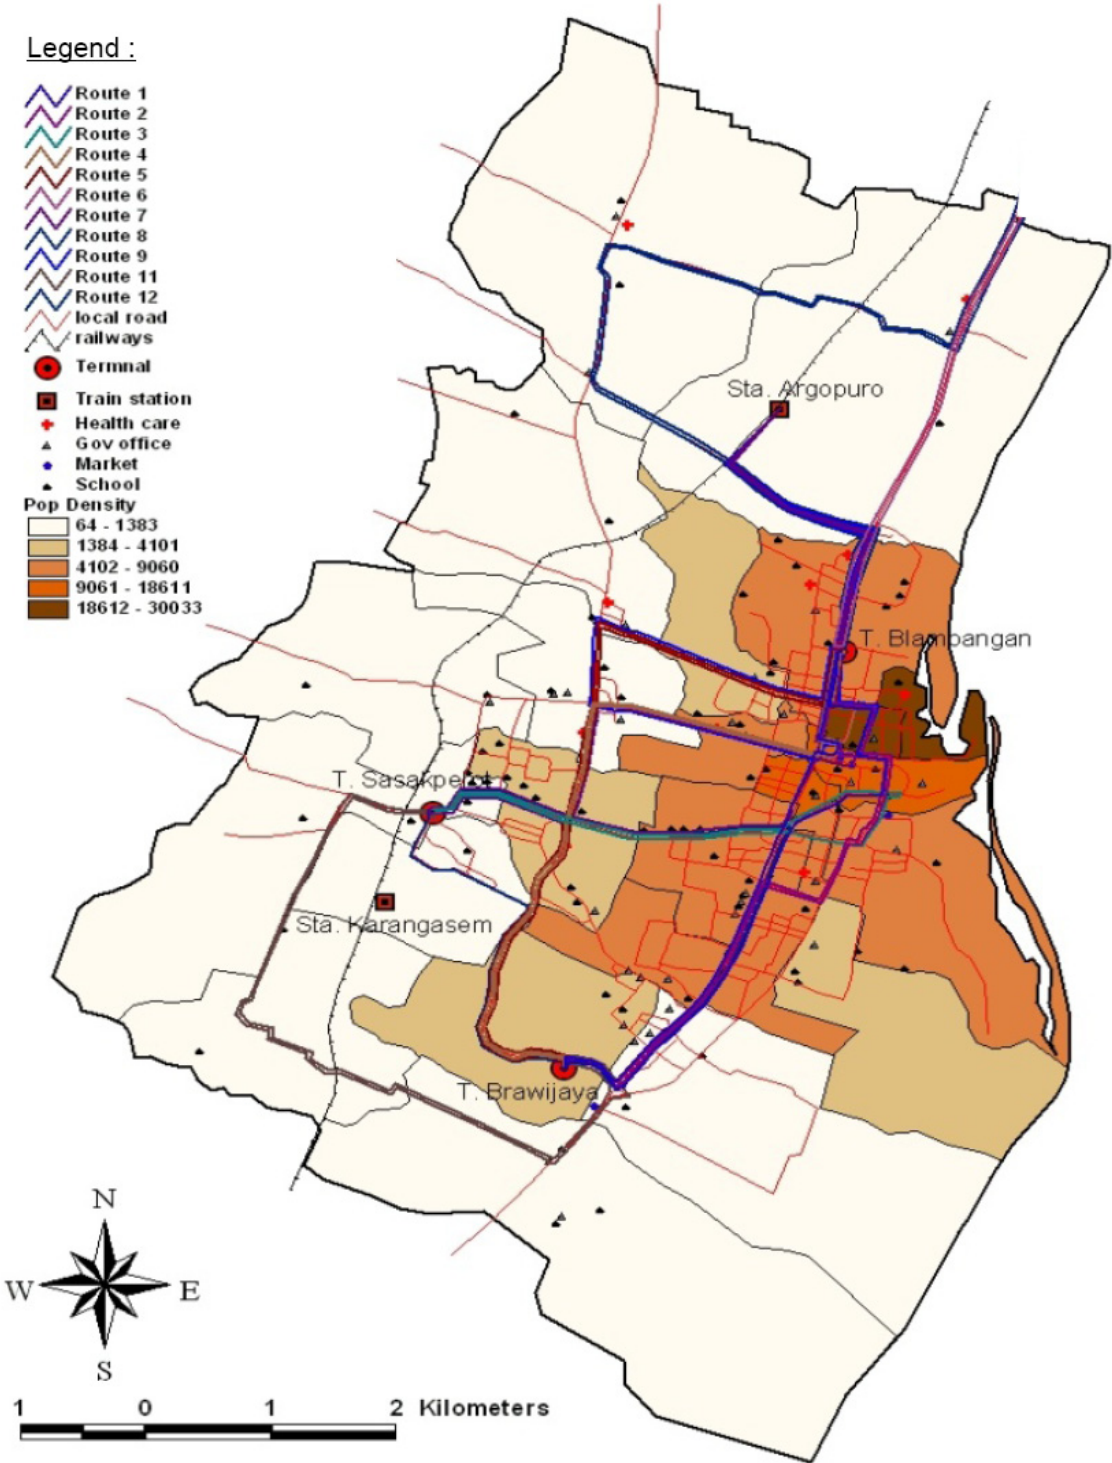 Legend :
Route 1
Route 2
Route 3
Route 4
Route 5
Route 6
Route 7
Route 8
Route 9
Route 11
Route 12
local road
railways
Termnal
Train station
Health care
Gov office
Market
School
Pop Density
64 - 1383
1384 - 4101
4102 - 9060
9061 - 18611
18612 - 30033
Sta. Argopuro
T. Blambangan
T. Sasakperot
Sta. Karangasem
T. Brawijaya
N
W E
S
1 0 1 2 Kilometers